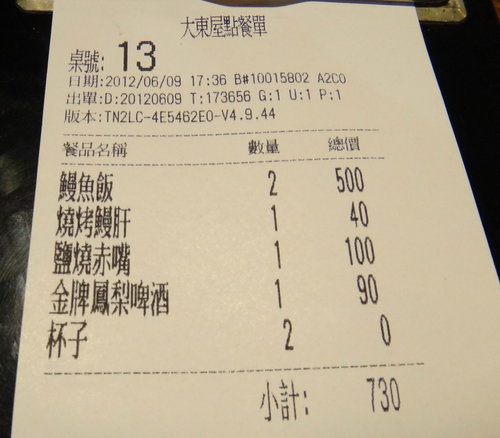 大東屋點餐單
桌號: 13
日期:2012/06/09 17:36 B#10015802 A2C0
出單:D:20120609 T:173656 G:1 U:1 P:1
版本:TN2LC-4E5462E0-V4.9.44
餐品名稱 數量 總價
鰻魚飯 2 500
燒烤鰻肝 1 40
鹽燒赤嘴 1 100
金牌鳳梨啤酒 1 90
杯子 2 0
小計: 730